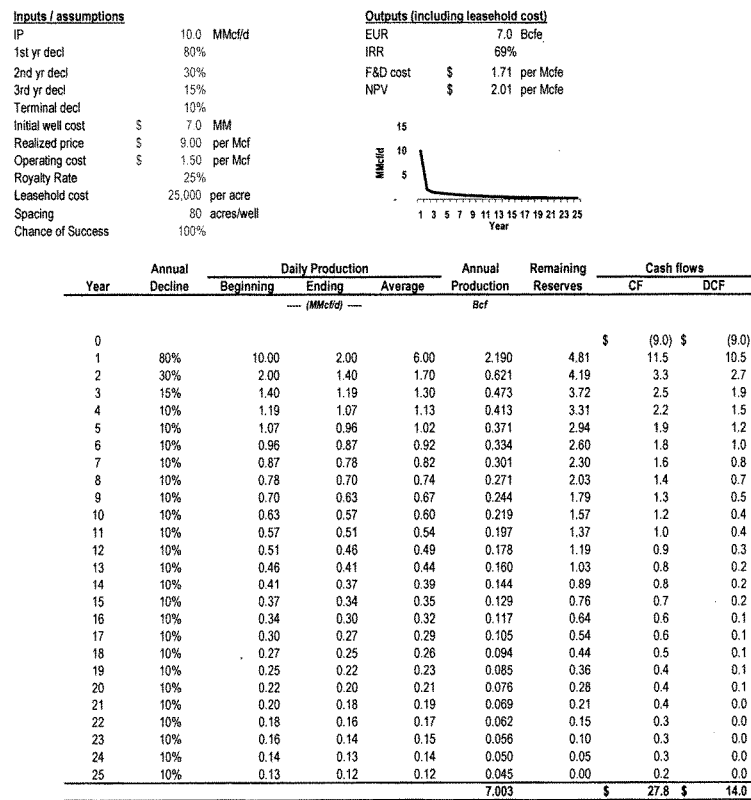 Inputs / assumptions
IP 10.0 MMcf/d
1st yr decl 80%
2nd yr decl 30%
3rd yr decl 15%
Terminal decl 10%
Initial well cost $ 7.0 MM
Realized price $ 9.00 per Mcf
Operating cost $ 1.50 per Mcf
Royalty Rate 25%
Leasehold cost 25,000 per acre
Spacing 80 acres/well
Chance of Success 100%
Outputs (including leasehold cost)
EUR 7.0 Bcfe
IRR 69%
F&D cost $ 1.71 per Mcfe
NPV $ 2.01 per Mcfe
15
10
5
MMcf/d
1 3 5 7 9 11 13 15 17 19 21 23 25
Year
Annual Daily Production Annual Remaining Cash flows
Year Decline Beginning Ending Average Production Reserves CF DCF
----- (MMcf/d) ----- Bcf
0 $ (9.0) $ (9.0)
1 80% 10.00 2.00 6.00 2.190 4.81 11.5 10.5
2 30% 2.00 1.40 1.70 0.621 4.19 3.3 2.7
3 15% 1.40 1.19 1.30 0.473 3.72 2.5 1.9
4 10% 1.19 1.07 1.13 0.413 3.31 2.2 1.5
5 10% 1.07 0.96 1.02 0.371 2.94 1.9 1.2
6 10% 0.96 0.87 0.92 0.334 2.60 1.8 1.0
7 10% 0.87 0.78 0.82 0.301 2.30 1.6 0.8
8 10% 0.78 0.70 0.74 0.271 2.03 1.4 0.7
9 10% 0.70 0.63 0.67 0.244 1.79 1.3 0.5
10 10% 0.63 0.57 0.60 0.219 1.57 1.2 0.4
11 10% 0.57 0.51 0.54 0.197 1.37 1.0 0.4
12 10% 0.51 0.46 0.49 0.178 1.19 0.9 0.3
13 10% 0.46 0.41 0.44 0.160 1.03 0.8 0.2
14 10% 0.41 0.37 0.39 0.144 0.89 0.8 0.2
15 10% 0.37 0.34 0.35 0.129 0.76 0.7 0.2
16 10% 0.34 0.30 0.32 0.117 0.64 0.6 0.1
17 10% 0.30 0.27 0.29 0.105 0.54 0.6 0.1
18 10% 0.27 0.25 0.26 0.094 0.44 0.5 0.1
19 10% 0.25 0.22 0.23 0.085 0.36 0.4 0.1
20 10% 0.22 0.20 0.21 0.076 0.28 0.4 0.1
21 10% 0.20 0.18 0.19 0.069 0.21 0.4 0.0
22 10% 0.18 0.16 0.17 0.062 0.15 0.3 0.0
23 10% 0.16 0.14 0.15 0.056 0.10 0.3 0.0
24 10% 0.14 0.13 0.14 0.050 0.05 0.3 0.0
25 10% 0.13 0.12 0.12 0.045 0.00 0.2 0.0
7.003 $ 27.8 $ 14.0